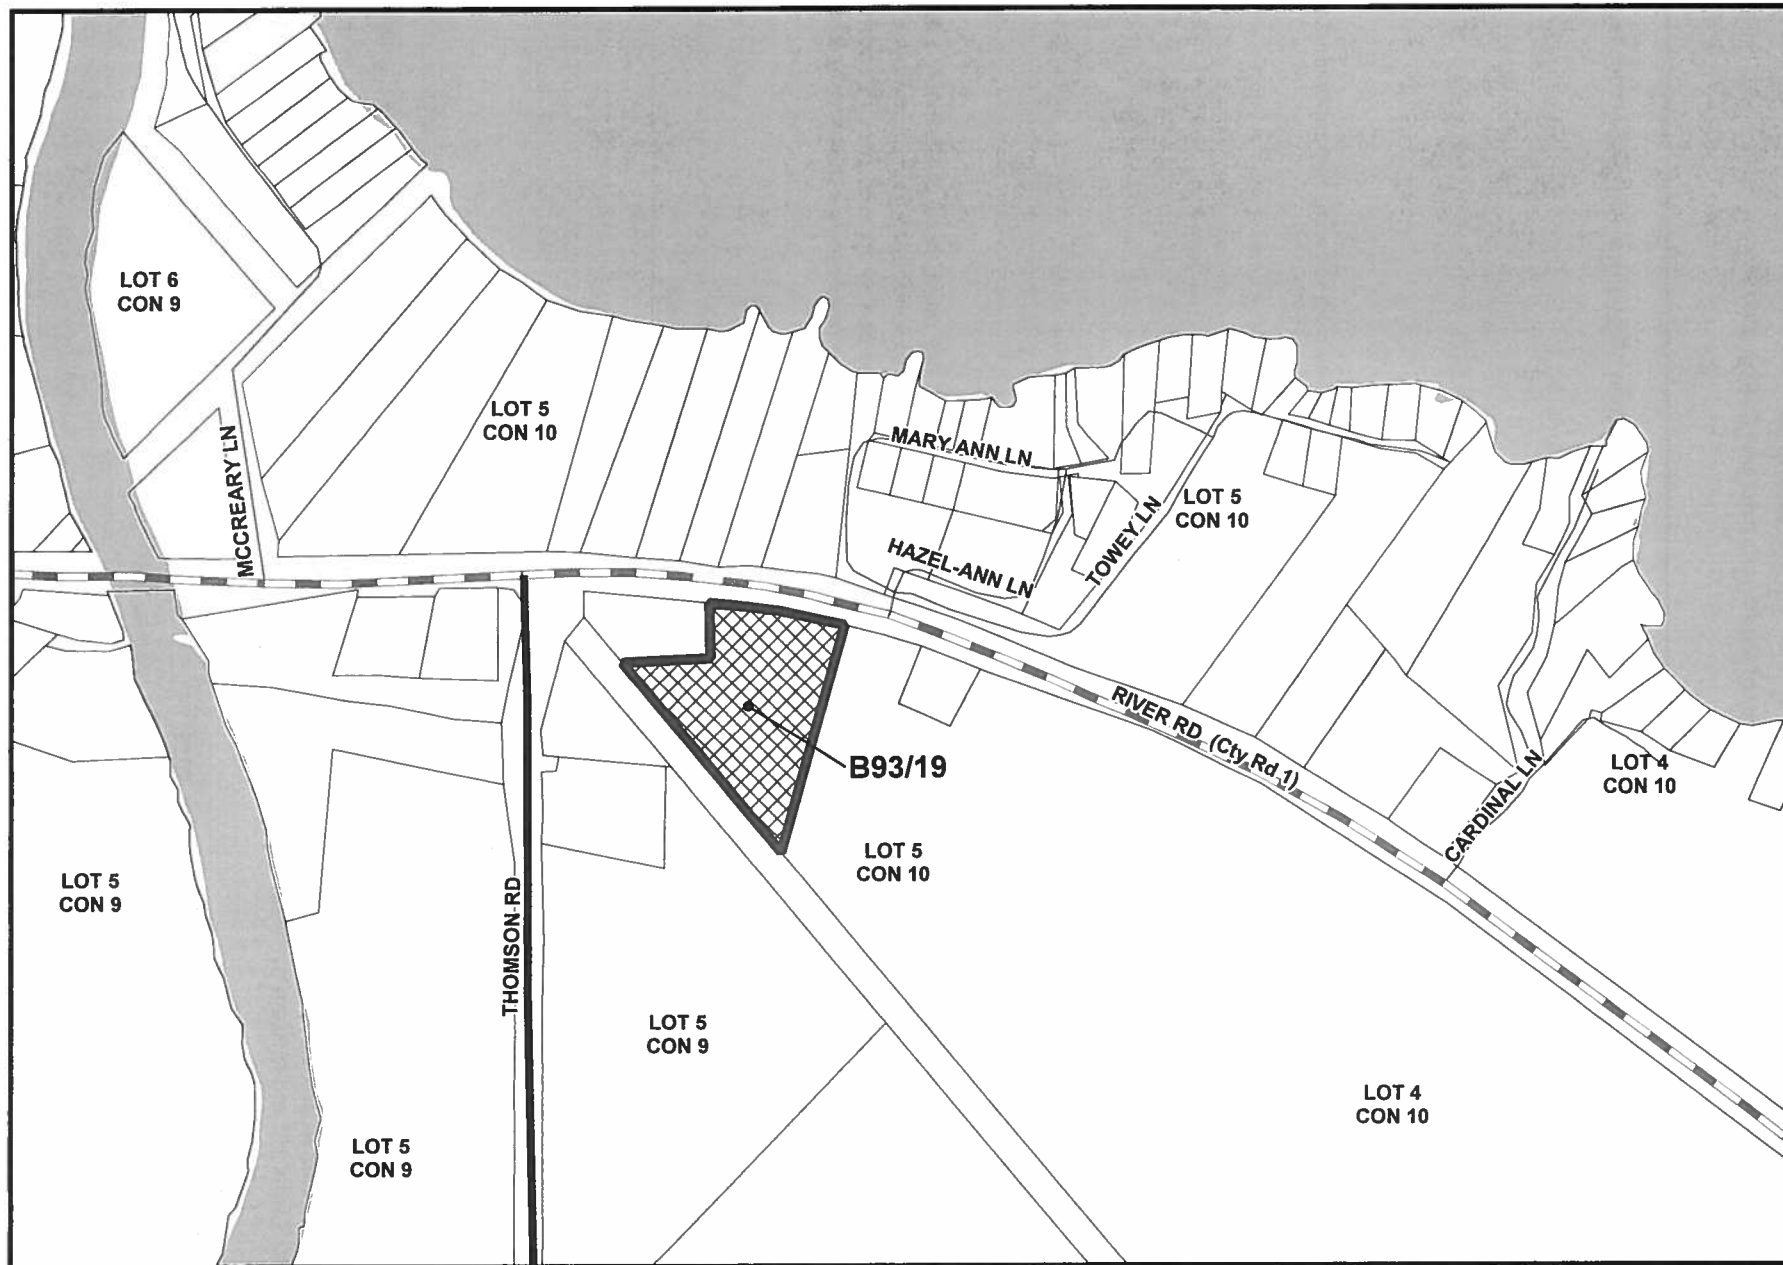 LOT 6
CON 9
LOT 5
CON 10
MCCREARY LN
MARY ANN LN
LOT 5
CON 10
HAZEL-ANN LN
TOWEY LN
RIVER RD (Cty Rd 1)
B93/19
LOT 4
CON 10
CARDINAL LN
LOT 5
CON 10
LOT 5
CON 9
THOMSON RD
LOT 5
CON 9
LOT 4
CON 10
LOT 5
CON 9